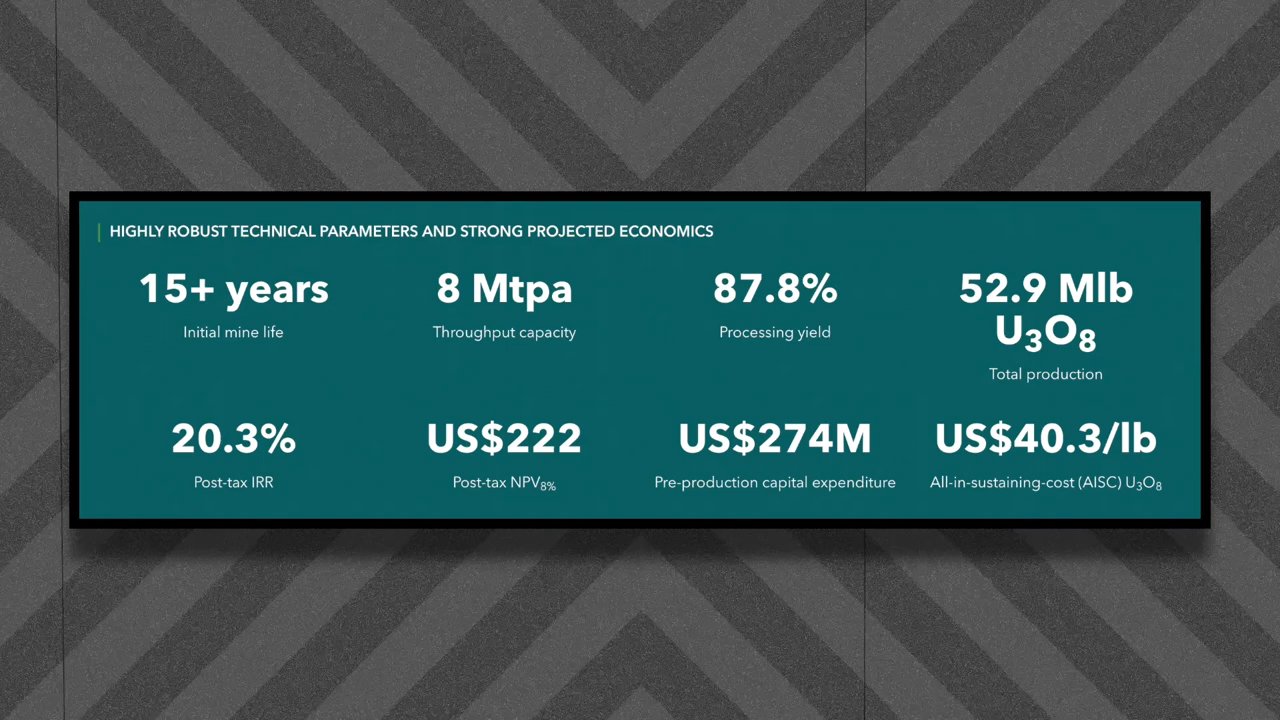 HIGHLY ROBUST TECHNICAL PARAMETERS AND STRONG PROJECTED ECONOMICS
15+ years
Initial mine life
8 Mtpa
Throughput capacity
87.8%
Processing yield
52.9 Mlb
U₃O₈
Total production
20.3%
Post-tax IRR
US$222
Post-tax NPV₈%
US$274M
Pre-production capital expenditure
US$40.3/lb
All-in-sustaining-cost (AISC) U₃O₈